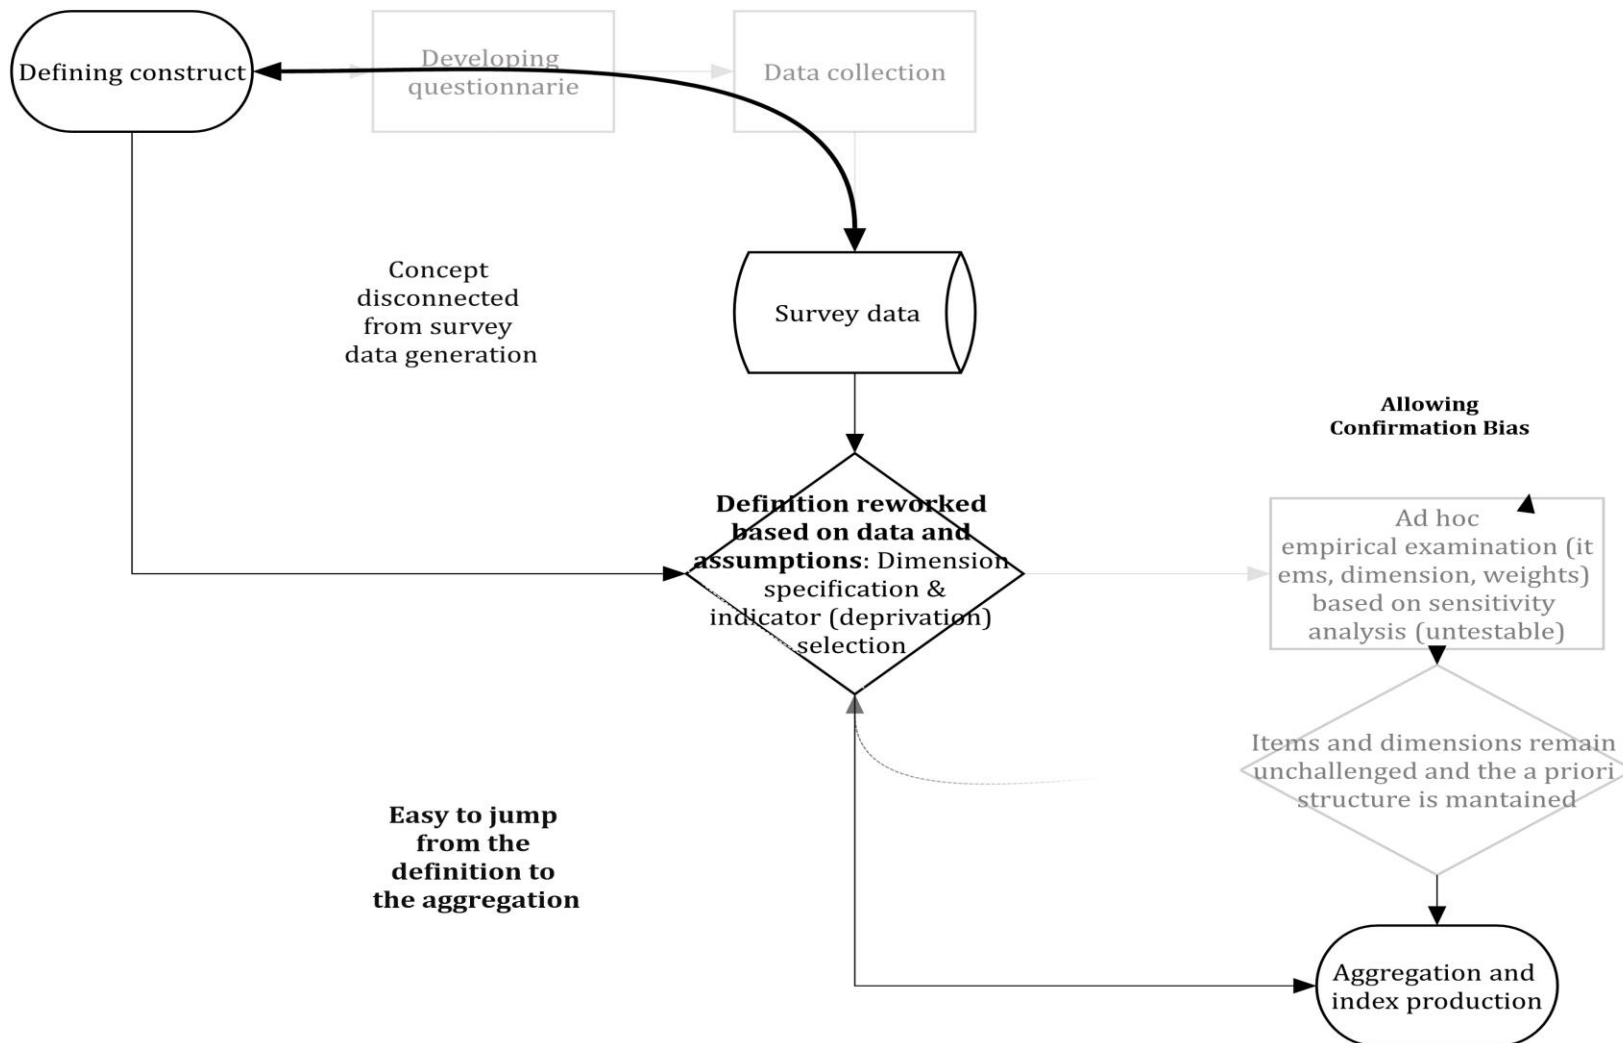 Defining construct
Developing
questionnarie
Data collection
Concept
disconnected
from survey
data generation
Survey data
Allowing
Confirmation Bias
Definition reworked
based on data and
assumptions: Dimension
specification &
indicator (deprivation)
selection
Ad hoc
empirical examination (it
ems, dimension, weights)
based on sensitivity
analysis (untestable)
Items and dimensions remain
unchallenged and the a priori
structure is mantained
Easy to jump
from the
definition to
the aggregation
Aggregation and
index production